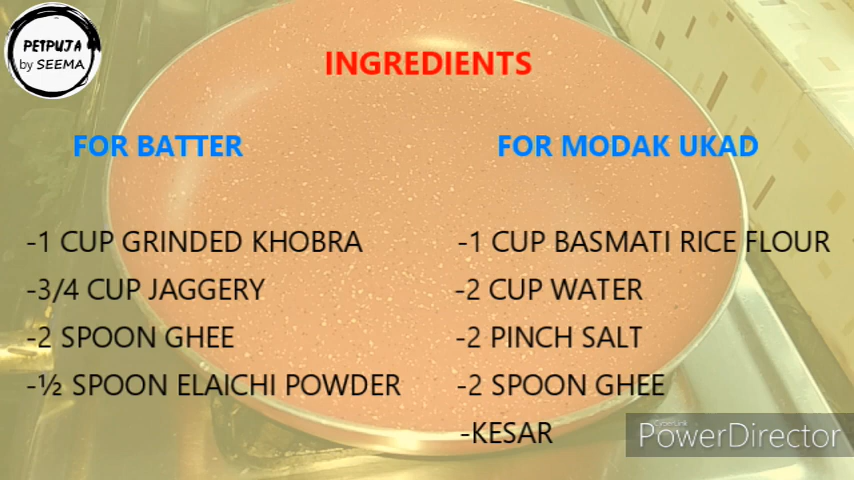 PETPUJA
by SEEMA
INGREDIENTS
FOR BATTER
-1 CUP GRINDED KHOBRA
-3/4 CUP JAGGERY
-2 SPOON GHEE
-½ SPOON ELAICHI POWDER
FOR MODAK UKAD
-1 CUP BASMATI RICE FLOUR
-2 CUP WATER
-2 PINCH SALT
-2 SPOON GHEE
-KESAR
CyberLink
PowerDirector